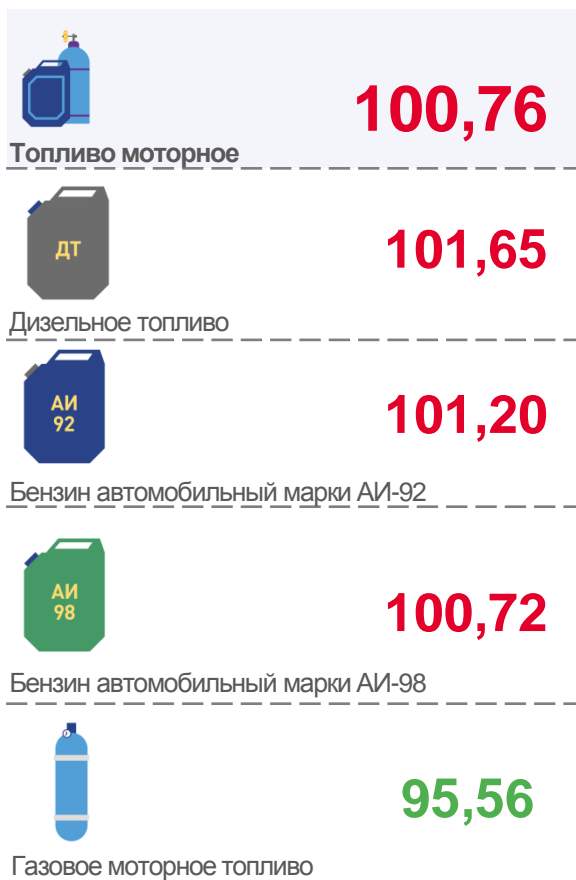 100,76
Топливо моторное
ДТ
101,65
Дизельное топливо
АИ
92
101,20
Бензин автомобильный марки АИ-92
АИ
98
100,72
Бензин автомобильный марки АИ-98
95,56
Газовое моторное топливо